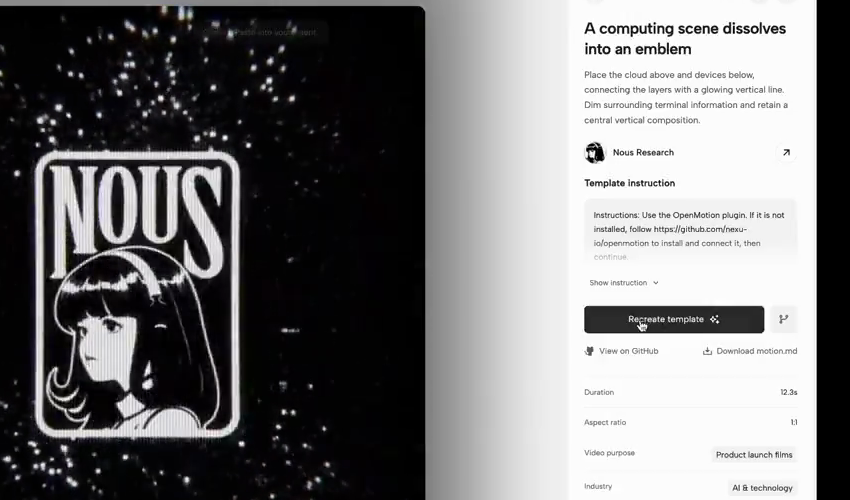 NOUS
A computing scene dissolves
into an emblem
Place the cloud above and devices below,
connecting the layers with a glowing vertical line.
Dim surrounding terminal information and retain a
central vertical composition.
Nous Research
Template instruction
Instructions: Use the OpenMotion plugin. If it is not
installed, follow https://github.com/nexu-
io/openmotion to install and connect it, then
continue.
Show instruction
Recreate template
View on GitHub
Download motion.md
Duration
12.3s
Aspect ratio
1:1
Video purpose
Product launch films
Industry
AI & technology